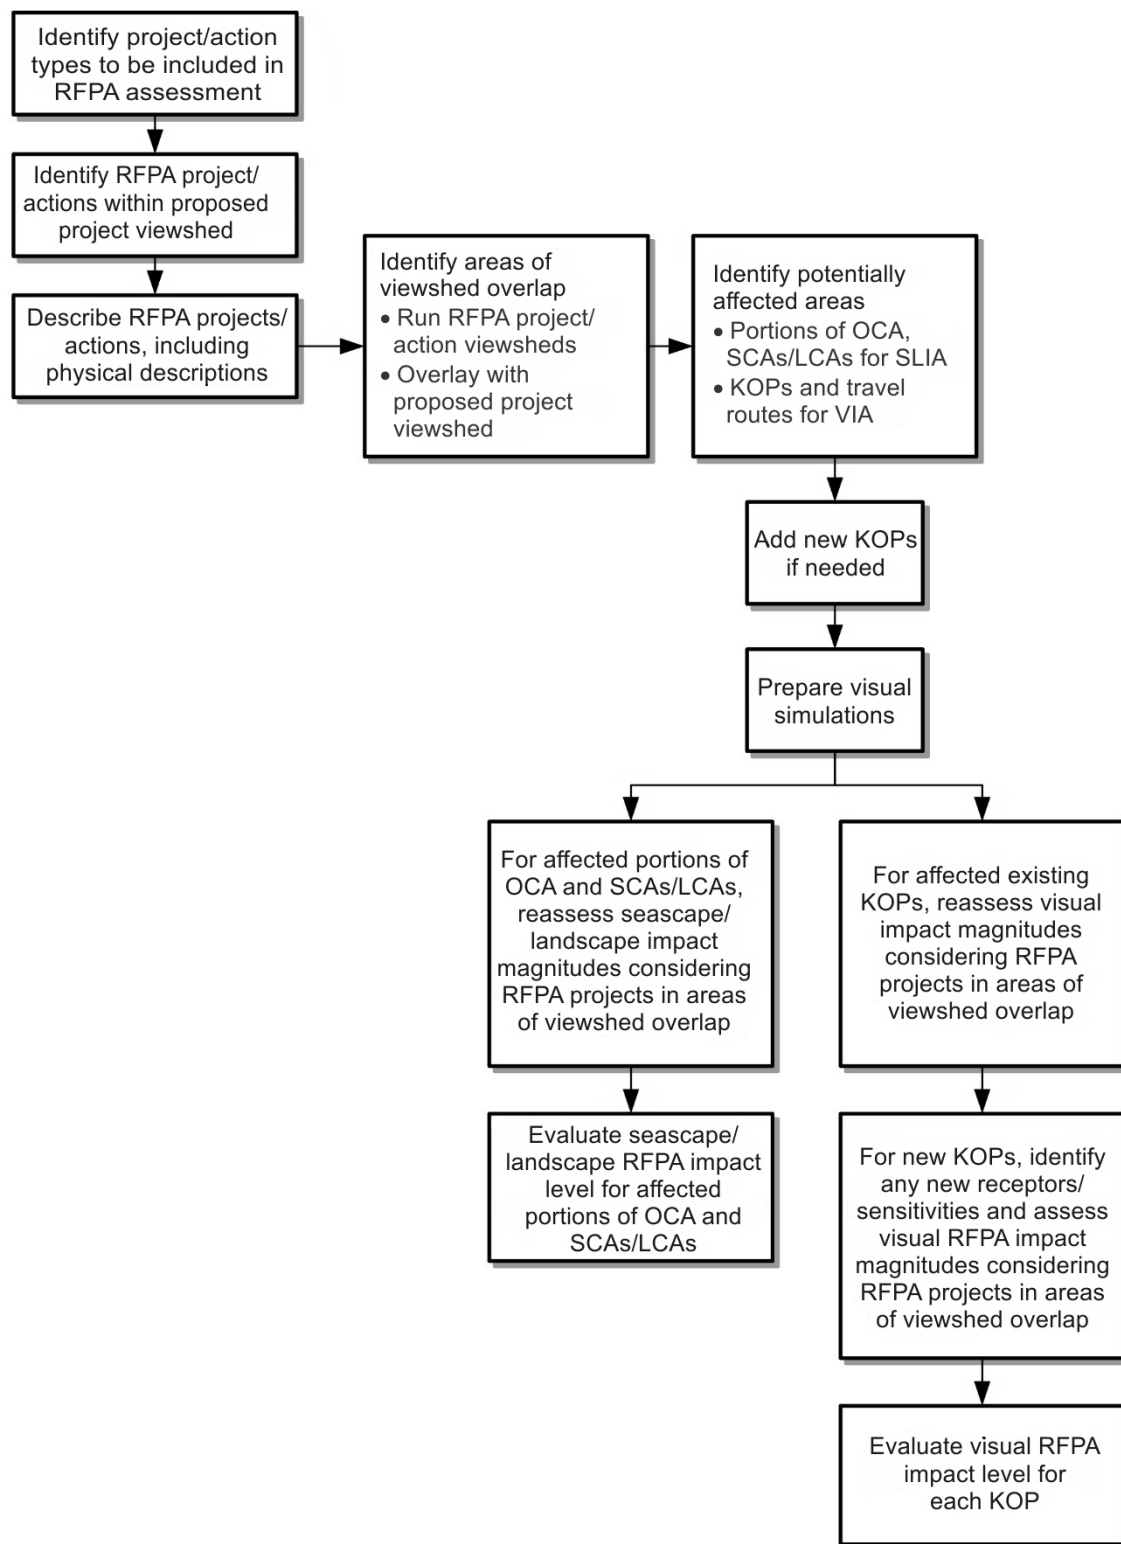 Identify project/action
types to be included in
RFPA assessment
Identify RFPA project/
actions within proposed
project viewshed
Describe RFPA projects/
actions, including
physical descriptions
Identify areas of
viewshed overlap
• Run RFPA project/
action viewsheds
• Overlay with
proposed project
viewshed
Identify potentially
affected areas
• Portions of OCA,
SCAs/LCAs for SLIA
• KOPs and travel
routes for VIA
Add new KOPs
if needed
Prepare visual
simulations
For affected portions of
OCA and SCAs/LCAs,
reassess seascape/
landscape impact
magnitudes considering
RFPA projects in areas
of viewshed overlap
Evaluate seascape/
landscape RFPA impact
level for affected
portions of OCA and
SCAs/LCAs
For affected existing
KOPs, reassess visual
impact magnitudes
considering RFPA
projects in areas of
viewshed overlap
For new KOPs, identify
any new receptors/
sensitivities and assess
visual RFPA impact
magnitudes considering
RFPA projects in areas
of viewshed overlap
Evaluate visual RFPA
impact level for
each KOP